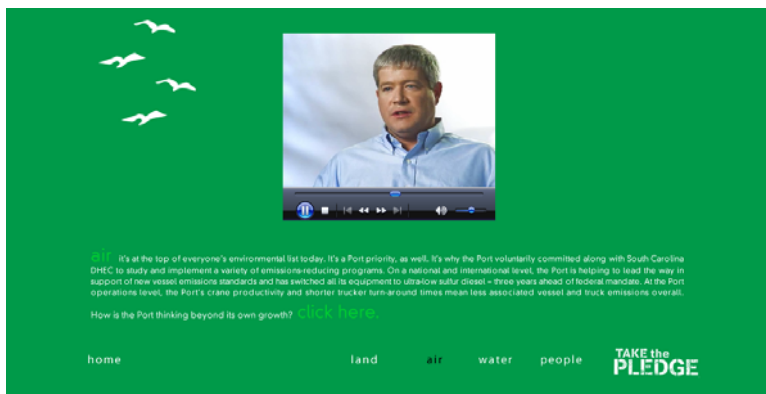 air it's at the top of everyone's environmental list today. It's a Port priority, as well. It's why the Port voluntarily committed along with South Carolina
DHEC to study and implement a variety of emissions-reducing programs. On a national and international level, the Port is helping to lead the way in
support of new vessel emissions standards and has switched all its equipment to ultra-low sulfur diesel – three years ahead of federal mandate. At the Port
operations level, the Port's crane productivity and shorter trucker turn-around times mean less associated vessel and truck emissions overall.
How is the Port thinking beyond its own growth? click here.
home land air water people TAKE the
PLEDGE